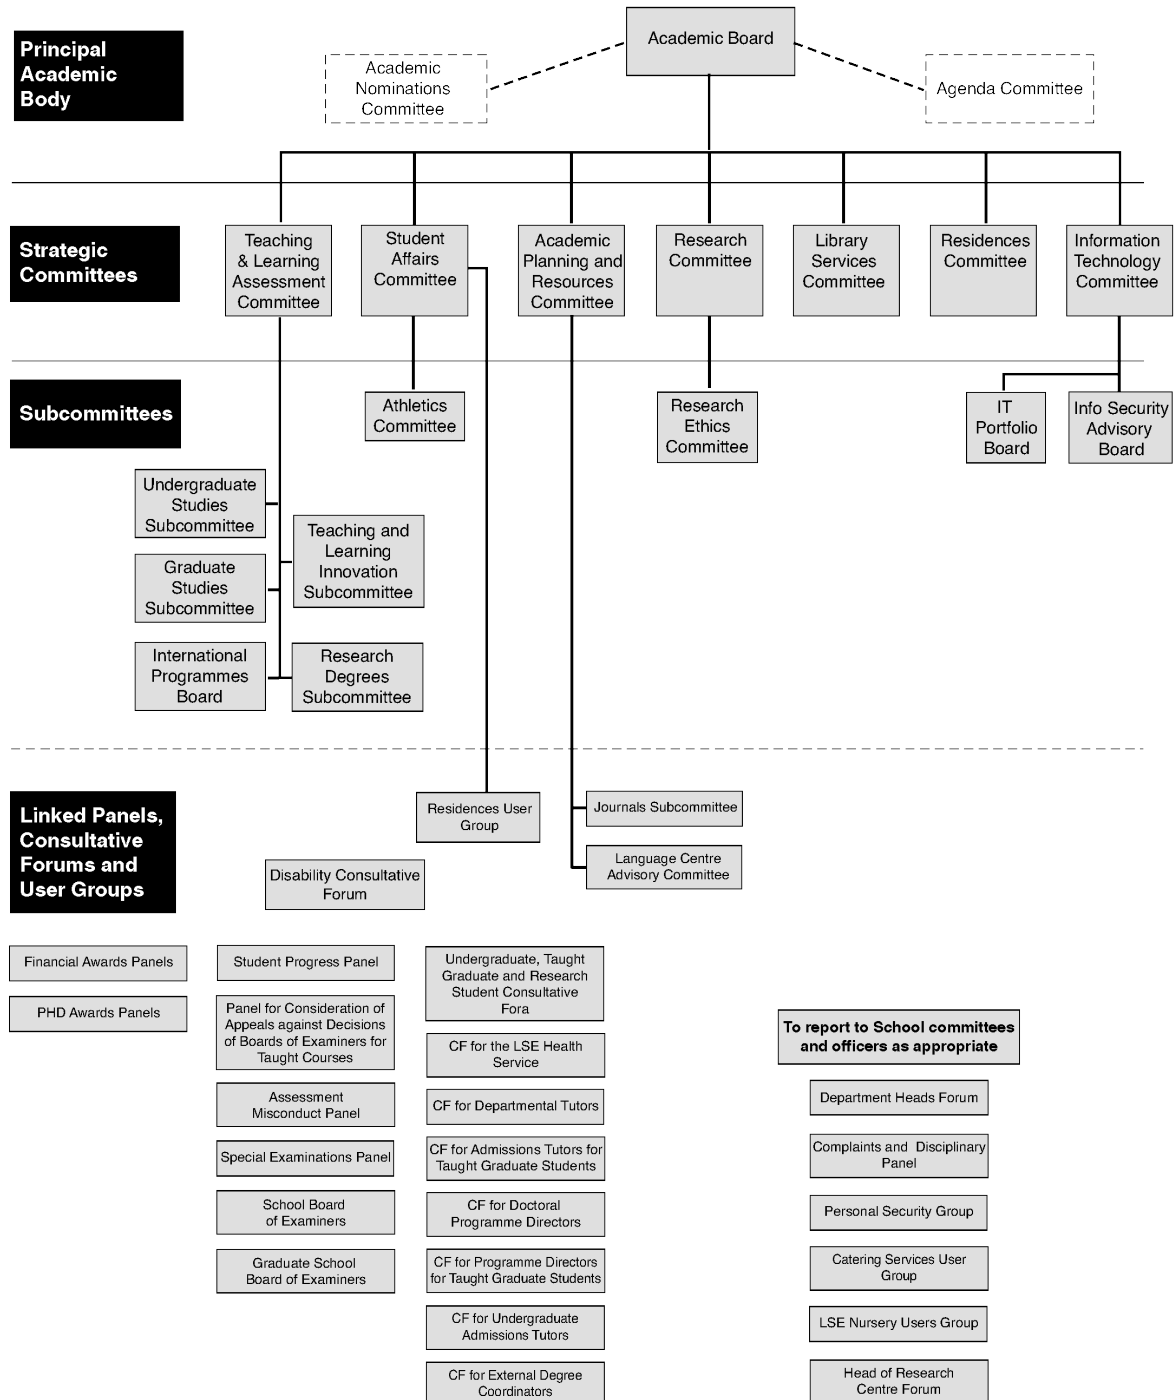 Principal
Academic
Body
Academic Board
Academic
Nominations
Committee
Agenda Committee
Strategic
Committees
Teaching
& Learning
Assessment
Committee
Student
Affairs
Committee
Academic
Planning and
Resources
Committee
Research
Committee
Library
Services
Committee
Residences
Committee
Information
Technology
Committee
Subcommittees
Athletics
Committee
Research
Ethics
Committee
IT
Portfolio
Board
Info Security
Advisory
Board
Undergraduate
Studies
Subcommittee
Teaching and
Learning
Innovation
Subcommittee
Graduate
Studies
Subcommittee
International
Programmes
Board
Research
Degrees
Subcommittee
Linked Panels,
Consultative
Forums and
User Groups
Residences User
Group
Journals Subcommittee
Language Centre
Advisory Committee
Disability Consultative
Forum
Financial Awards Panels
PHD Awards Panels
Student Progress Panel
Panel for Consideration of
Appeals against Decisions
of Boards of Examiners for
Taught Courses
Assessment
Misconduct Panel
Special Examinations Panel
School Board
of Examiners
Graduate School
Board of Examiners
Undergraduate, Taught
Graduate and Research
Student Consultative
Fora
CF for the LSE Health
Service
CF for Departmental Tutors
CF for Admissions Tutors for
Taught Graduate Students
CF for Doctoral
Programme Directors
CF for Programme Directors
for Taught Graduate Students
CF for Undergraduate
Admissions Tutors
CF for External Degree
Coordinators
To report to School committees
and officers as appropriate
Department Heads Forum
Complaints and Disciplinary
Panel
Personal Security Group
Catering Services User
Group
LSE Nursery Users Group
Head of Research
Centre Forum